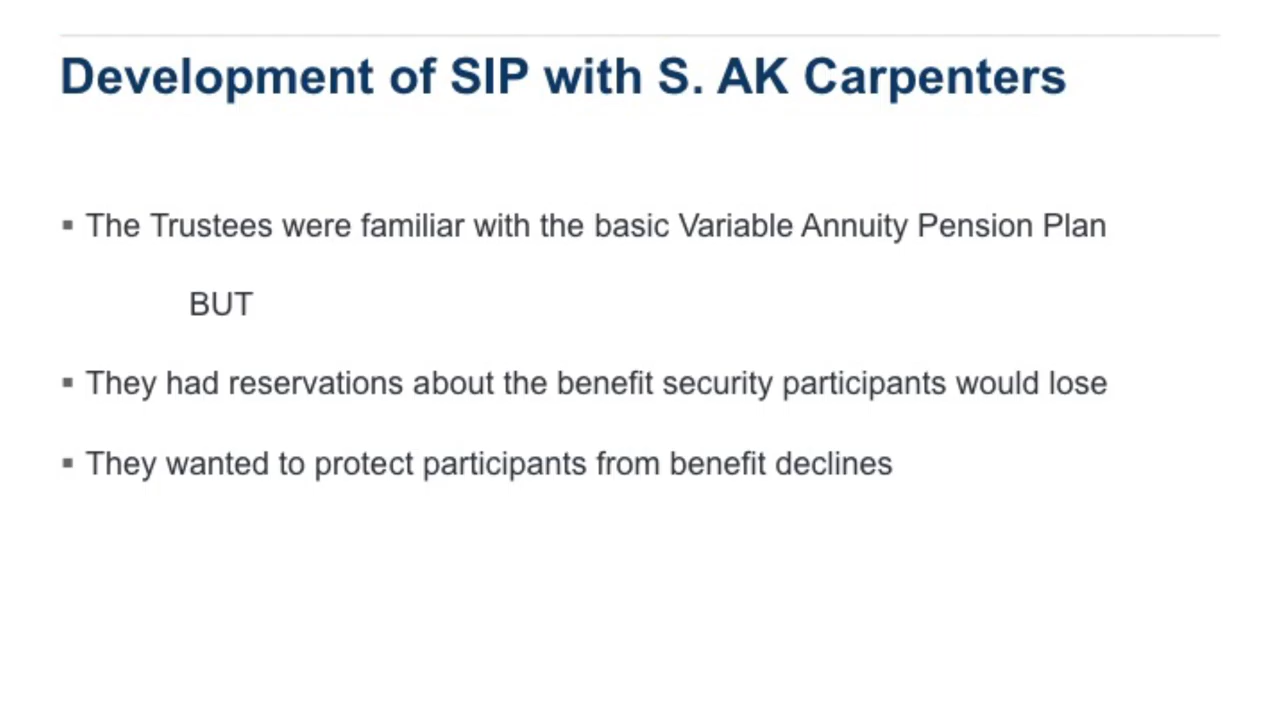 Development of SIP with S. AK Carpenters
▪ The Trustees were familiar with the basic Variable Annuity Pension Plan
BUT
▪ They had reservations about the benefit security participants would lose
▪ They wanted to protect participants from benefit declines